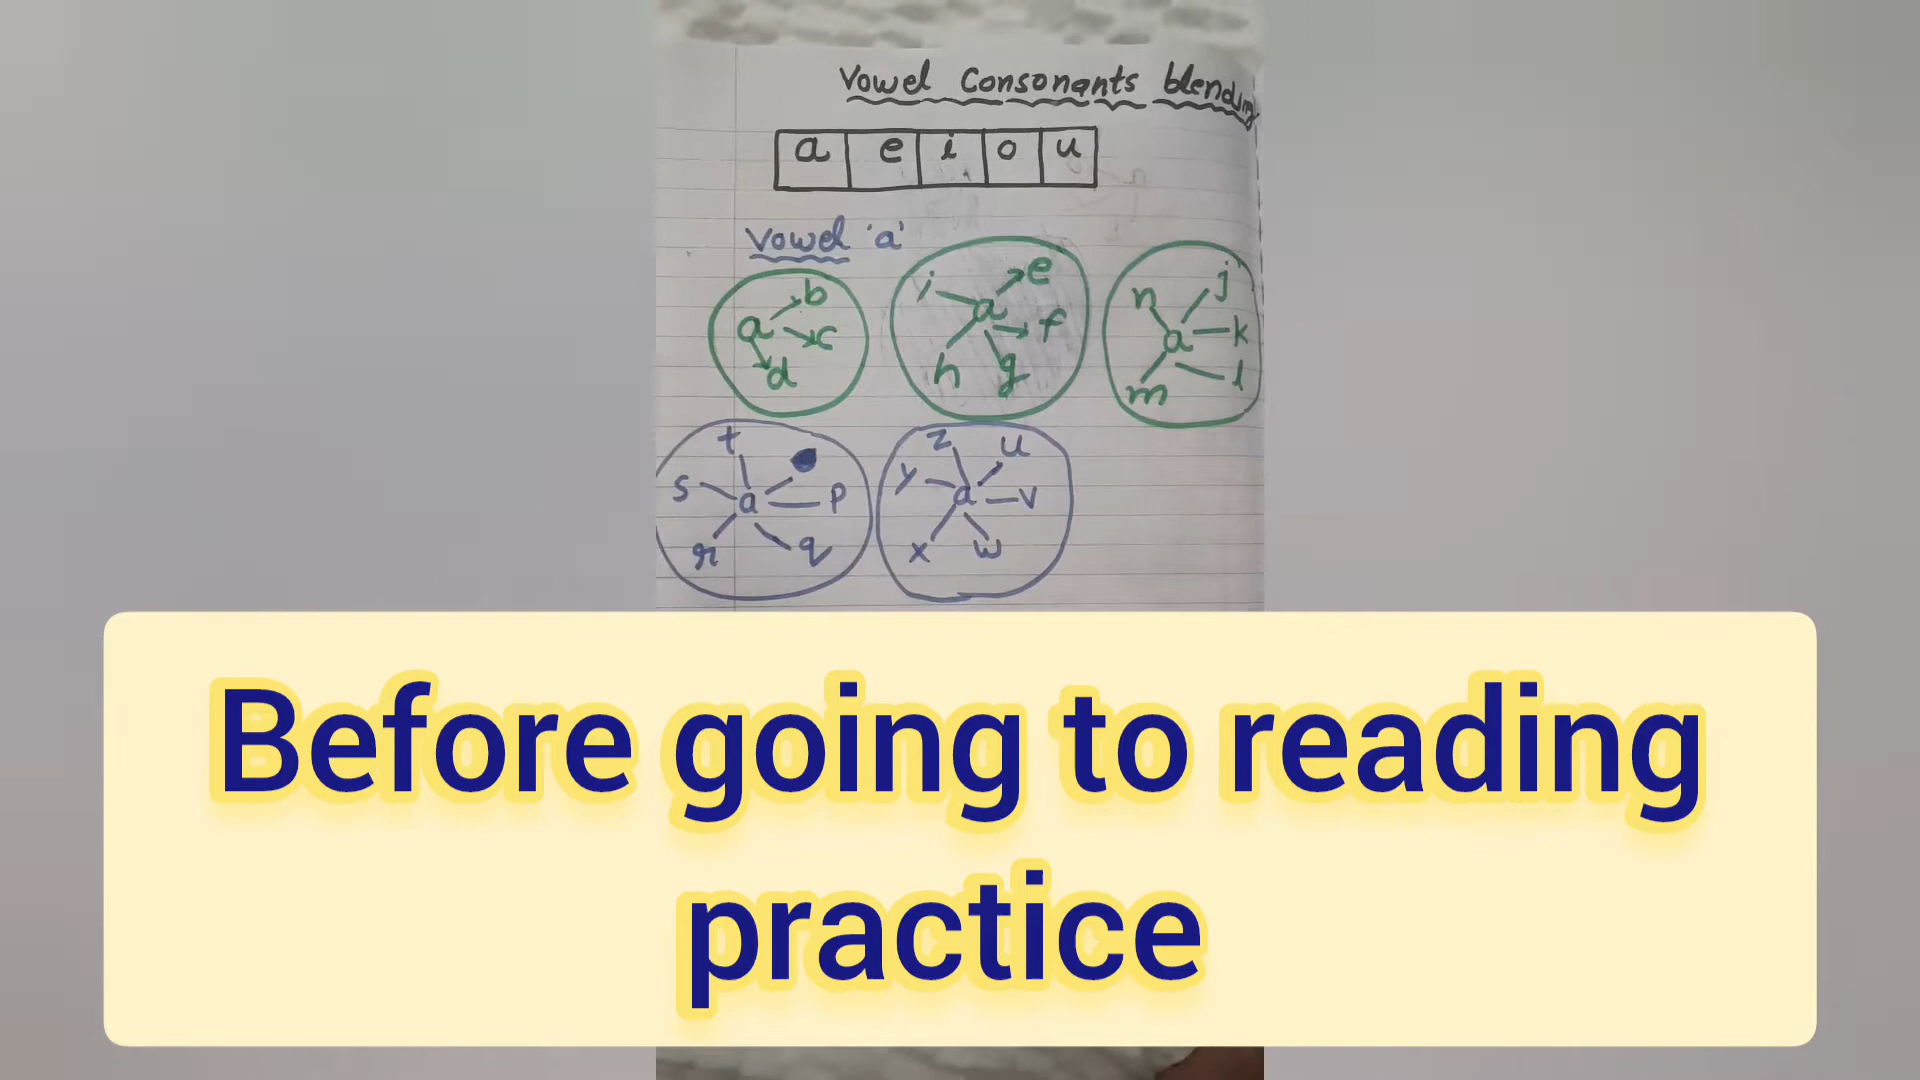 Vowel Consonants blending
a e i o u
Vowel 'a'
a b c d
i a e f g h
n a j k l m
t s a p q r
z y a u v w x
Before going to reading
practice